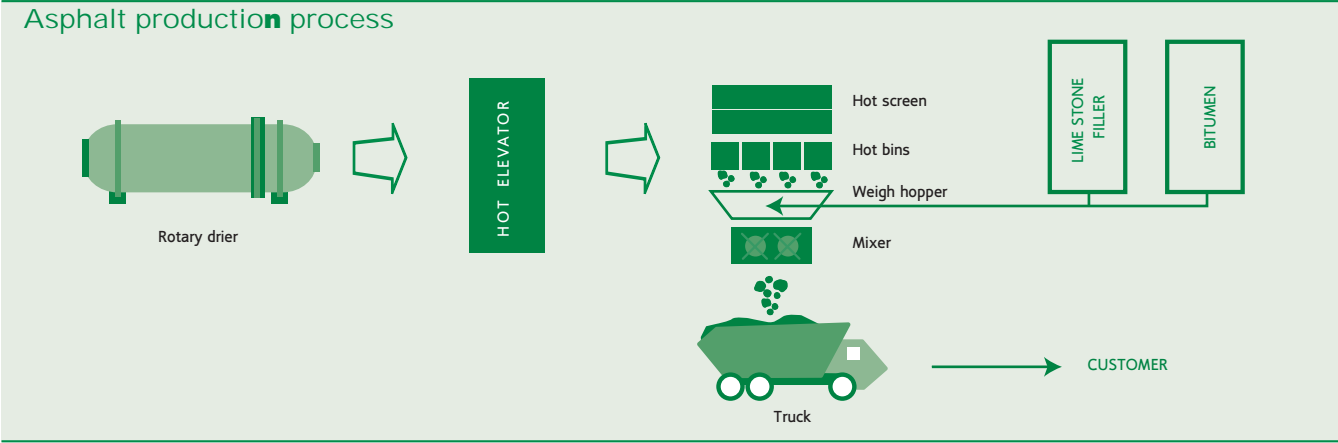 Asphalt production process
Rotary drier
HOT ELEVATOR
Hot screen
Hot bins
Weigh hopper
Mixer
LIME STONE
FILLER
BITUMEN
Truck
CUSTOMER